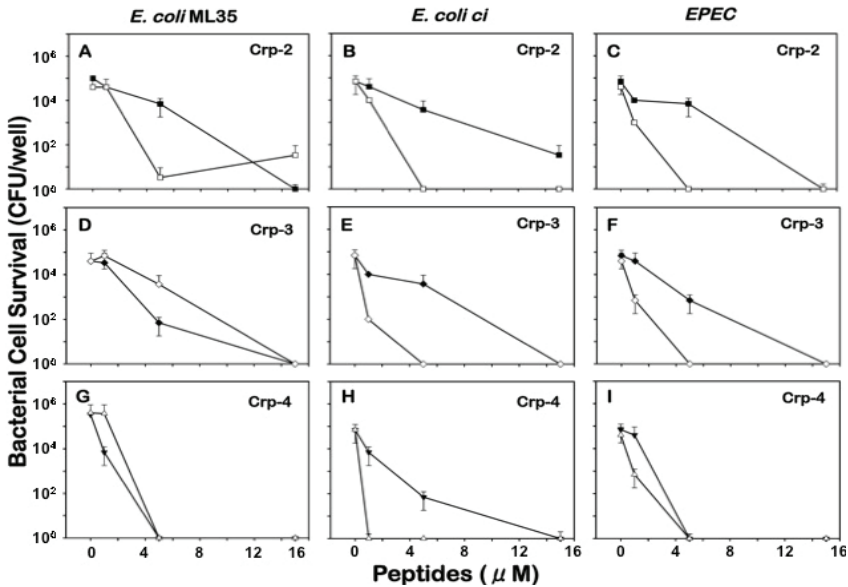 E. coli ML35 E. coli ci EPEC
A Crp-2 B Crp-2 C Crp-2
10⁶
10⁴
10²
10⁰
D Crp-3 E Crp-3 F Crp-3
10⁶
10⁴
10²
10⁰
G Crp-4 H Crp-4 I Crp-4
10⁶
10⁴
10²
10⁰
0 4 8 12 16 0 4 8 12 16 0 4 8 12 16
Bacterial Cell Survival (CFU/well)
Peptides ( μ M)